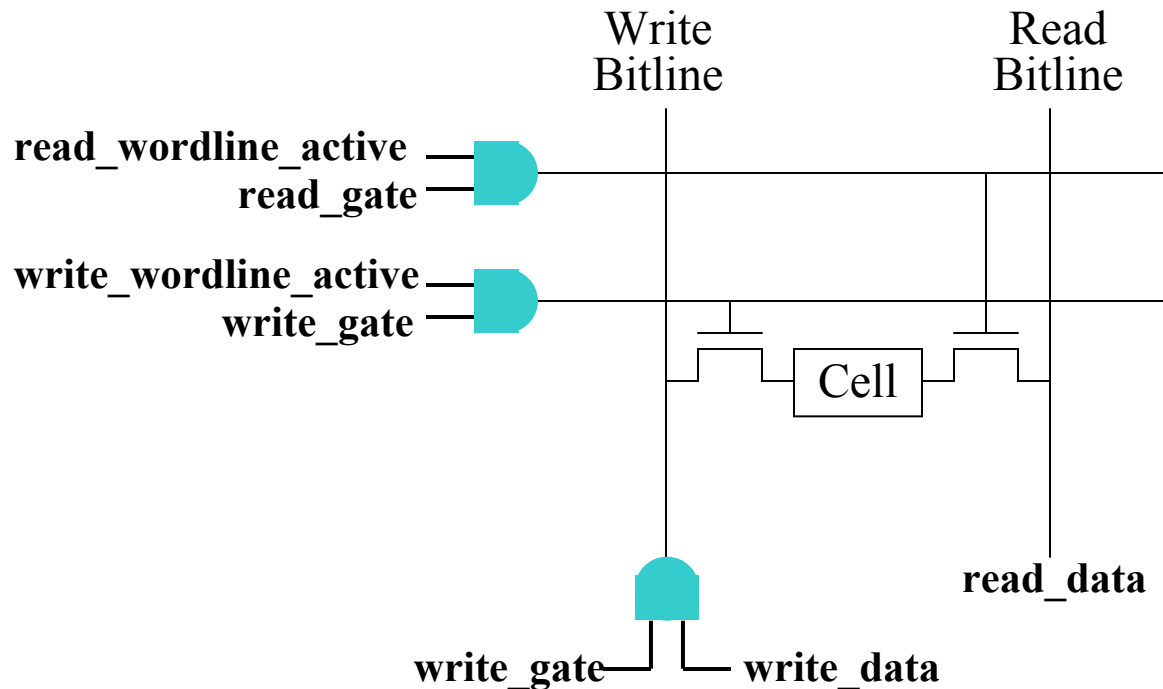 Write
Bitline
Read
Bitline
read_wordline_active
read_gate
write_wordline_active
write_gate
Cell
read_data
write_gate
write_data